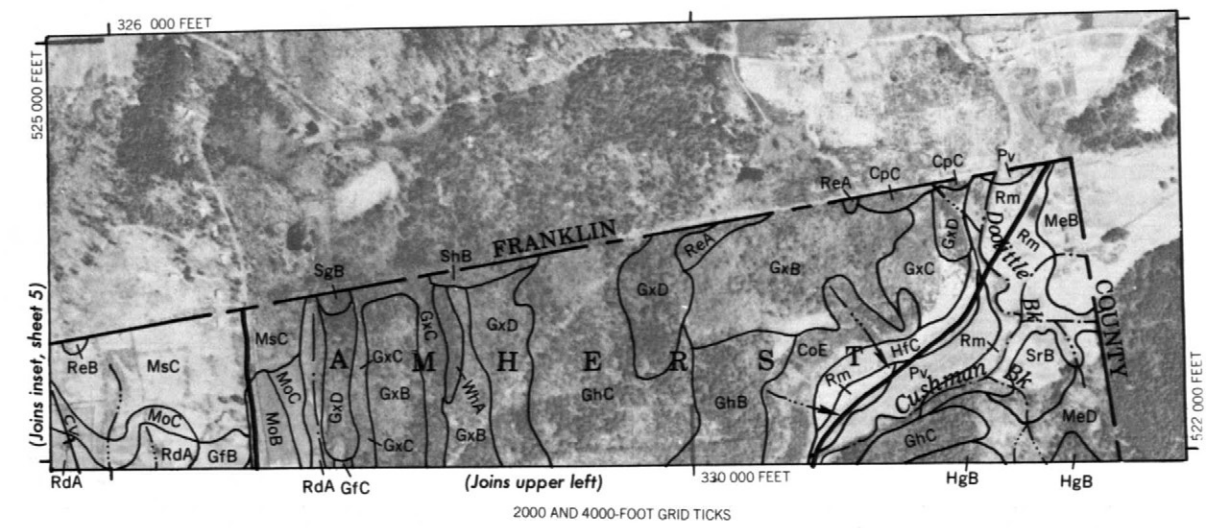 326 000 FEET
525 000 FEET
(Joins inset, sheet 5)
FRANKLIN
COUNTY
AMHERST
Doolittle Bk
Cushman Bk
ReA
CpC
CpC
Pv
Rm
MeB
GxD
Rm
SgB
ShB
ReA
GxB
GxC
GxD
GxD
MsC
GxC
ReB
MsC
GxC
HfC
Rm
SrB
CoE
MoC
GxB
WhA
GhC
GhB
Rm
Pv
GxD
MoC
CvA
MoB
GxB
GxC
MeD
RdA
GfB
GhC
RdA
RdA
GfC
HgB
HgB
(Joins upper left)
330 000 FEET
522 000 FEET
2000 AND 4000-FOOT GRID TICKS